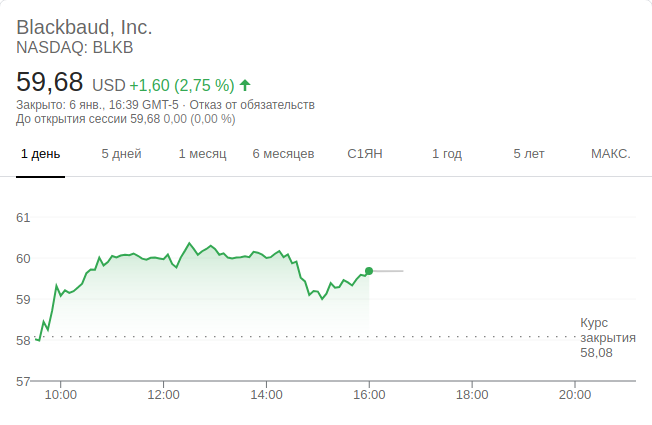 Blackbaud, Inc.
NASDAQ: BLKB
59,68 USD +1,60 (2,75 %)
Закрыто: 6 янв., 16:39 GMT-5 · Отказ от обязательств
До открытия сессии 59,68 0,00 (0,00 %)
1 день 5 дней 1 месяц 6 месяцев С1ЯН 1 год 5 лет МАКС.
61
60
59
58
57
Курс
закрытия
58,08
10:00 12:00 14:00 16:00 18:00 20:00